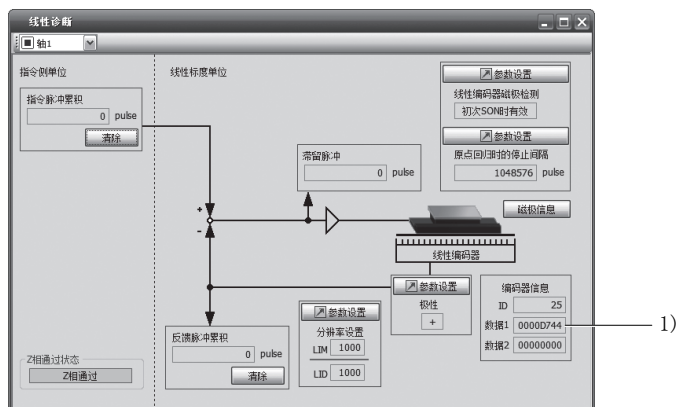 线性诊断
轴1
指令侧单位
线性标度单位
指令脉冲累积
0 pulse
清除
参数设置
线性编码器磁极检测
初次SON时有效
参数设置
原点回归时的停止间隔
1048576 pulse
滞留脉冲
0 pulse
磁极信息
+
-
线性编码器
参数设置
极性
+
编码器信息
ID 25
数据1 0000D744
数据2 00000000
1)
反馈脉冲累积
0 pulse
清除
参数设置
分辨率设置
LIM 1000
LID 1000
Z相通过状态
Z相通过